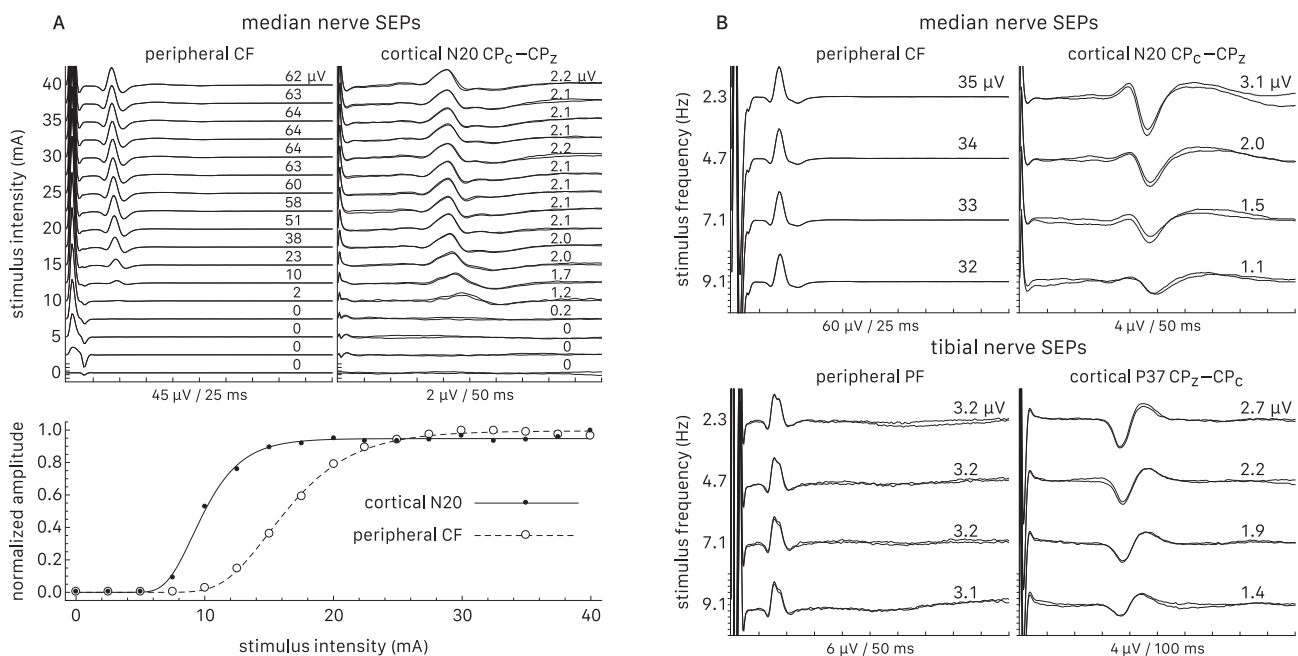 A
median nerve SEPs
peripheral CF
cortical N20 CPc–CPz
stimulus intensity (mA)
40
35
30
25
20
15
10
5
0
62 µV
63
64
64
64
63
60
58
51
38
23
10
2
0
0
0
0
2.2 µV
2.1
2.1
2.1
2.2
2.1
2.1
2.1
2.1
2.0
2.0
1.7
1.2
0.2
0
0
0
45 µV / 25 ms
2 µV / 50 ms
normalized amplitude
1.0
0.8
0.6
0.4
0.2
0.0
cortical N20
peripheral CF
0
10
20
30
40
stimulus intensity (mA)
B
median nerve SEPs
peripheral CF
cortical N20 CPc–CPz
stimulus frequency (Hz)
2.3
4.7
7.1
9.1
35 µV
34
33
32
3.1 µV
2.0
1.5
1.1
60 µV / 25 ms
4 µV / 50 ms
tibial nerve SEPs
peripheral PF
cortical P37 CPz–CPc
stimulus frequency (Hz)
2.3
4.7
7.1
9.1
3.2 µV
3.2
3.2
3.1
2.7 µV
2.2
1.9
1.4
6 µV / 50 ms
4 µV / 100 ms